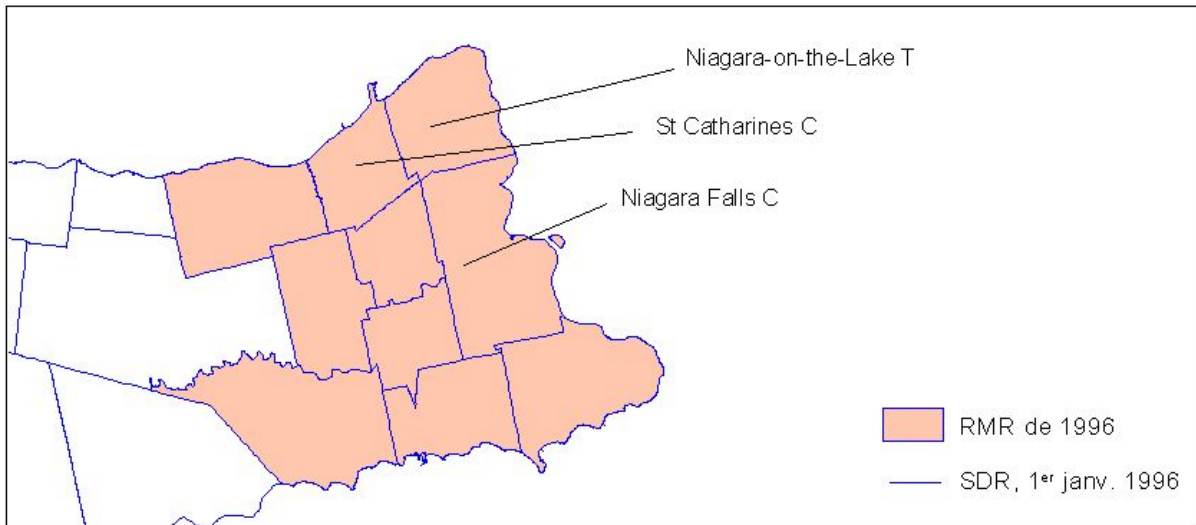 Niagara-on-the-Lake T
St Catharines C
Niagara Falls C
RMR de 1996
SDR, 1er janv. 1996